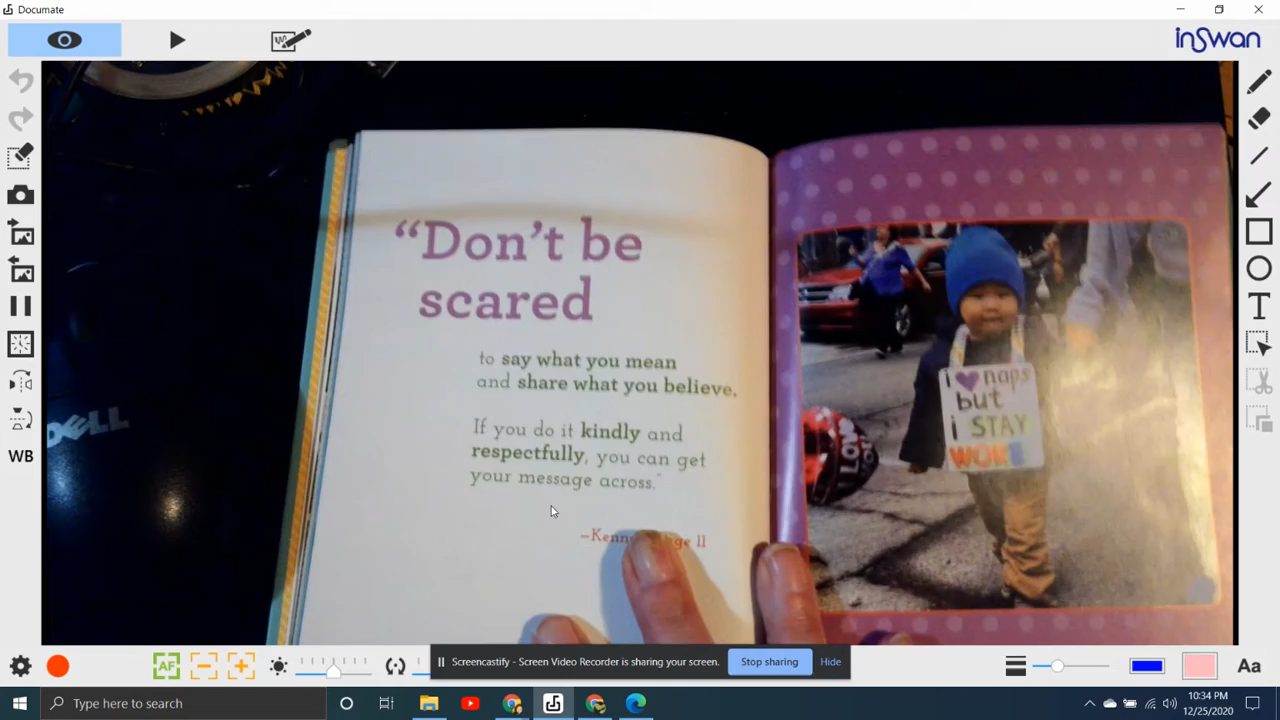 Documate
inSwan
“Don’t be
scared
to say what you mean
and share what you believe.
If you do it kindly and
respectfully, you can get
your message across.”
i naps
but
i STAY
WOKE
I LOVE
DELL
WB
AF
Screencastify - Screen Video Recorder is sharing your screen.
Stop sharing
Hide
T
Aa
Type here to search
10:34 PM
12/25/2020